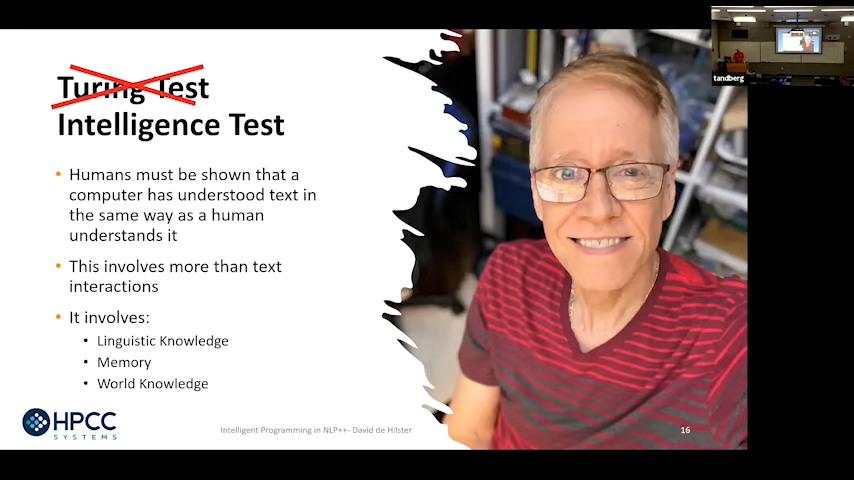 Turing Test
Intelligence Test
• Humans must be shown that a
computer has understood text in
the same way as a human
understands it
• This involves more than text
interactions
• It involves:
• Linguistic Knowledge
• Memory
• World Knowledge
HPCC
SYSTEMS
Intelligent Programming in NLP++- David de Hilster
16
tandberg